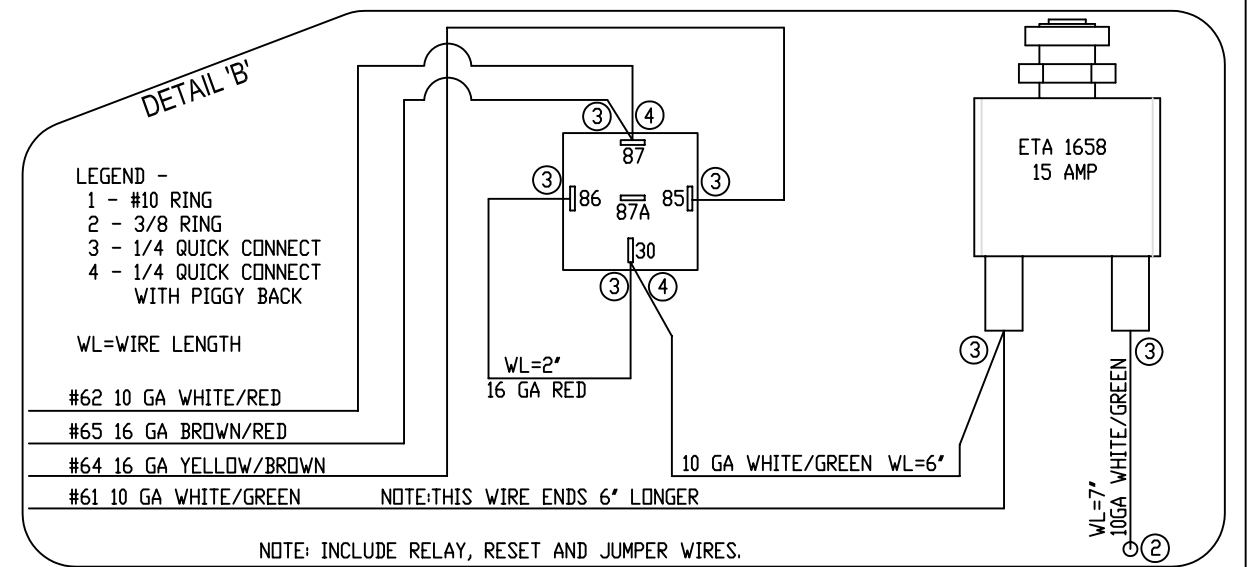 DETAIL 'B'
LEGEND -
1 - #10 RING
2 - 3/8 RING
3 - 1/4 QUICK CONNECT
4 - 1/4 QUICK CONNECT
WITH PIGGY BACK
WL=WIRE LENGTH
#62 10 GA WHITE/RED
#65 16 GA BROWN/RED
#64 16 GA YELLOW/BROWN
#61 10 GA WHITE/GREEN
NOTE:THIS WIRE ENDS 6" LONGER
NOTE: INCLUDE RELAY, RESET AND JUMPER WIRES.
3
4
87
3
86
87A
85
3
30
3
4
WL=2"
16 GA RED
10 GA WHITE/GREEN WL=6"
ETA 1658
15 AMP
3
3
WL=7"
10GA WHITE/GREEN
2